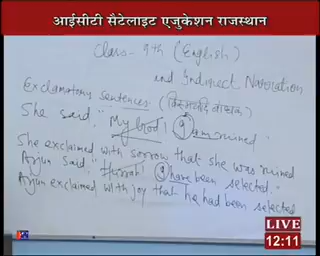 आईसीटी सैटेलाइट एजुकेशन राजस्थान
Class- 9th (English)
and Indirect Narration
Exclamatory Sentences (विस्मयादि बोधक)
She said, "My God! I am ruined"
She exclaimed with sorrow that she was ruined
Arjun Said "Hurrah! I have been selected."
Arjun exclaimed with joy that he had been selected
LIVE
12:11